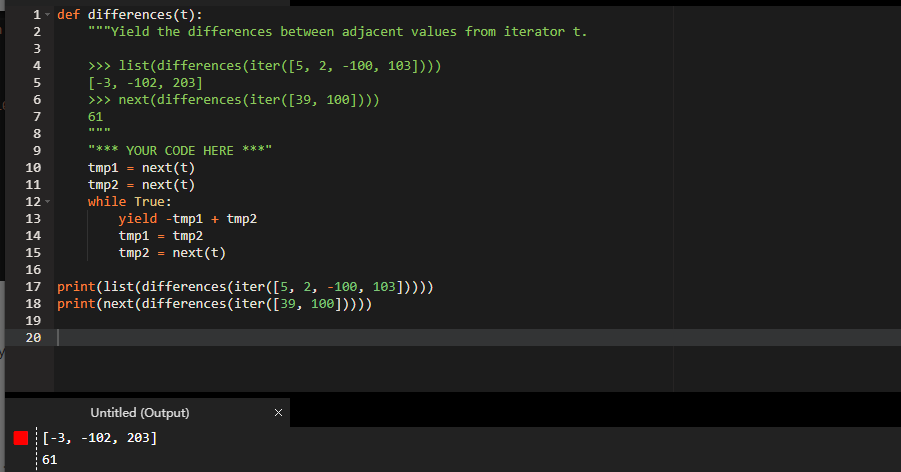 1 def differences(t):
2 """Yield the differences between adjacent values from iterator t.
3
4 >>> list(differences(iter([5, 2, -100, 103])))
5 [-3, -102, 203]
6 >>> next(differences(iter([39, 100])))
7 61
8 """
9 "*** YOUR CODE HERE ***"
10 tmp1 = next(t)
11 tmp2 = next(t)
12 while True:
13 yield -tmp1 + tmp2
14 tmp1 = tmp2
15 tmp2 = next(t)
16
17 print(list(differences(iter([5, 2, -100, 103]))))
18 print(next(differences(iter([39, 100]))))
19
20
Untitled (Output) ×
[-3, -102, 203]
61